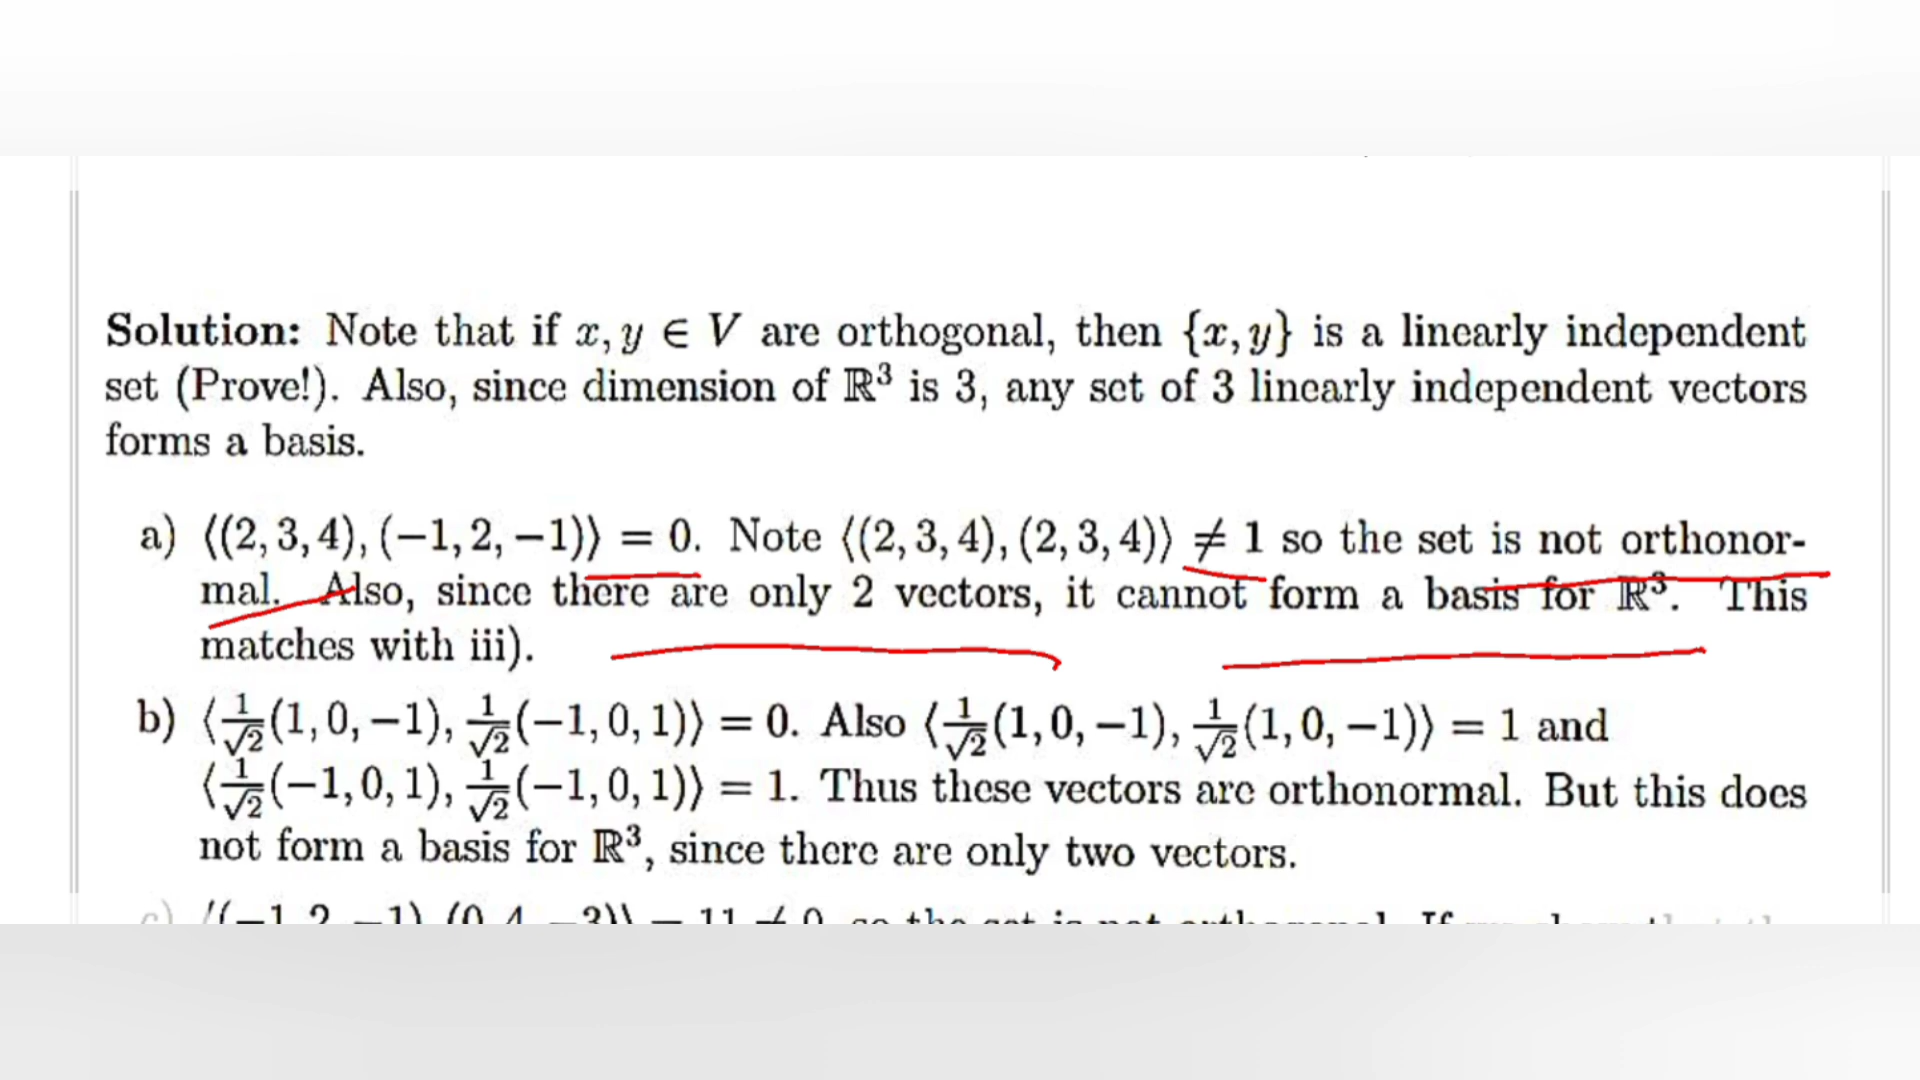 Solution: Note that if x, y ∈ V are orthogonal, then {x, y} is a linearly independent
set (Prove!). Also, since dimension of ℝ³ is 3, any set of 3 linearly independent vectors
forms a basis.
a) ⟨(2, 3, 4), (−1, 2, −1)⟩ = 0. Note ⟨(2, 3, 4), (2, 3, 4)⟩ ≠ 1 so the set is not orthonor-
mal. Also, since there are only 2 vectors, it cannot form a basis for ℝ³. This
matches with iii).
b) ⟨1/√2(1, 0, −1), 1/√2(−1, 0, 1)⟩ = 0. Also ⟨1/√2(1, 0, −1), 1/√2(1, 0, −1)⟩ = 1 and
⟨1/√2(−1, 0, 1), 1/√2(−1, 0, 1)⟩ = 1. Thus these vectors are orthonormal. But this does
not form a basis for ℝ³, since there are only two vectors.